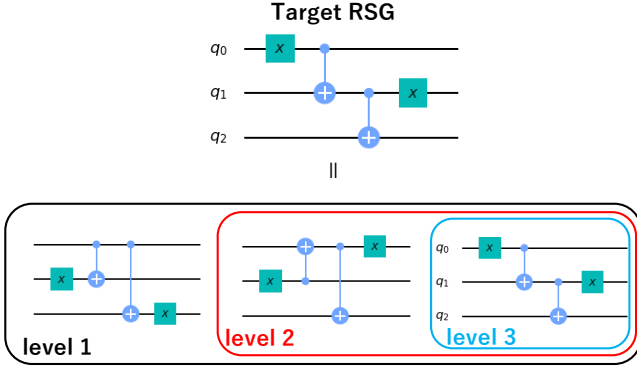 Target RSG
q0 X
q1 X
q2
||
X X
level 1
X X
level 2
q0 X
q1 X
q2
level 3